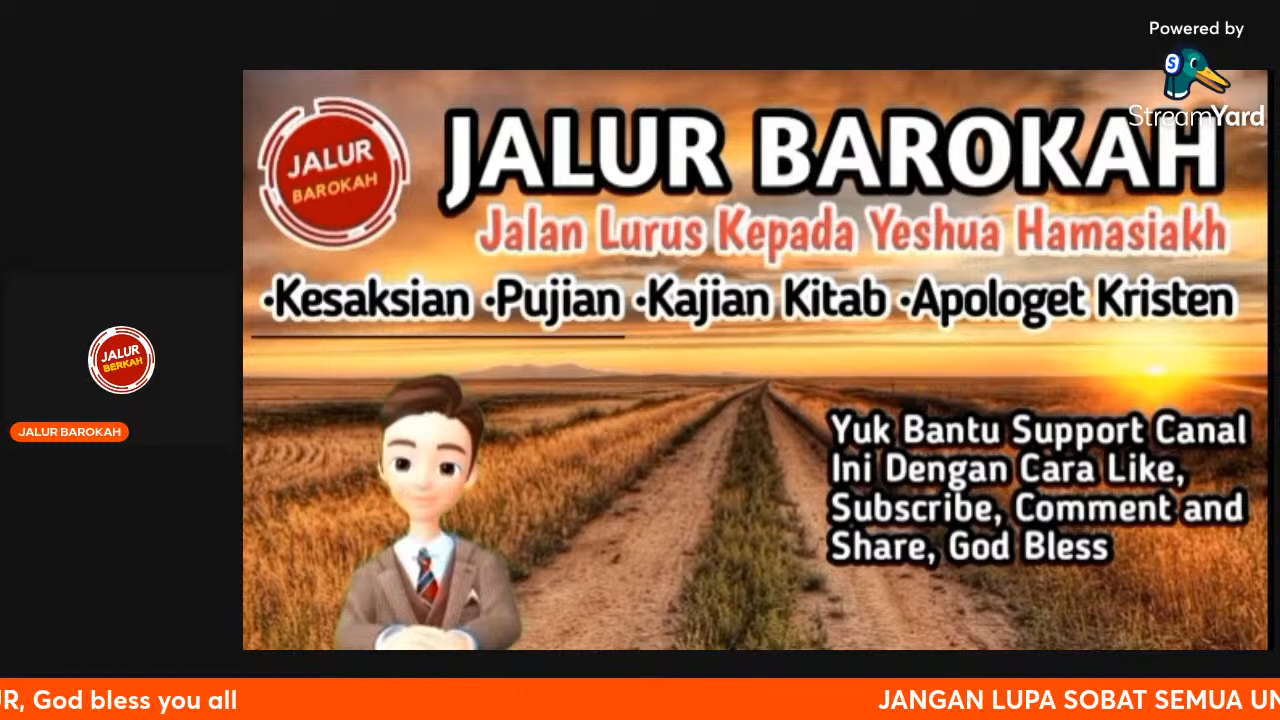 Powered by
StreamYard
JALUR
BAROKAH
JALUR BAROKAH
Jalan Lurus Kepada Yeshua Hamasiakh
•Kesaksian •Pujian •Kajian Kitab •Apologet Kristen
JALUR
BERKAH
JALUR BAROKAH
Yuk Bantu Support Canal
Ini Dengan Cara Like,
Subscribe, Comment and
Share, God Bless
UR, God bless you all
JANGAN LUPA SOBAT SEMUA UN